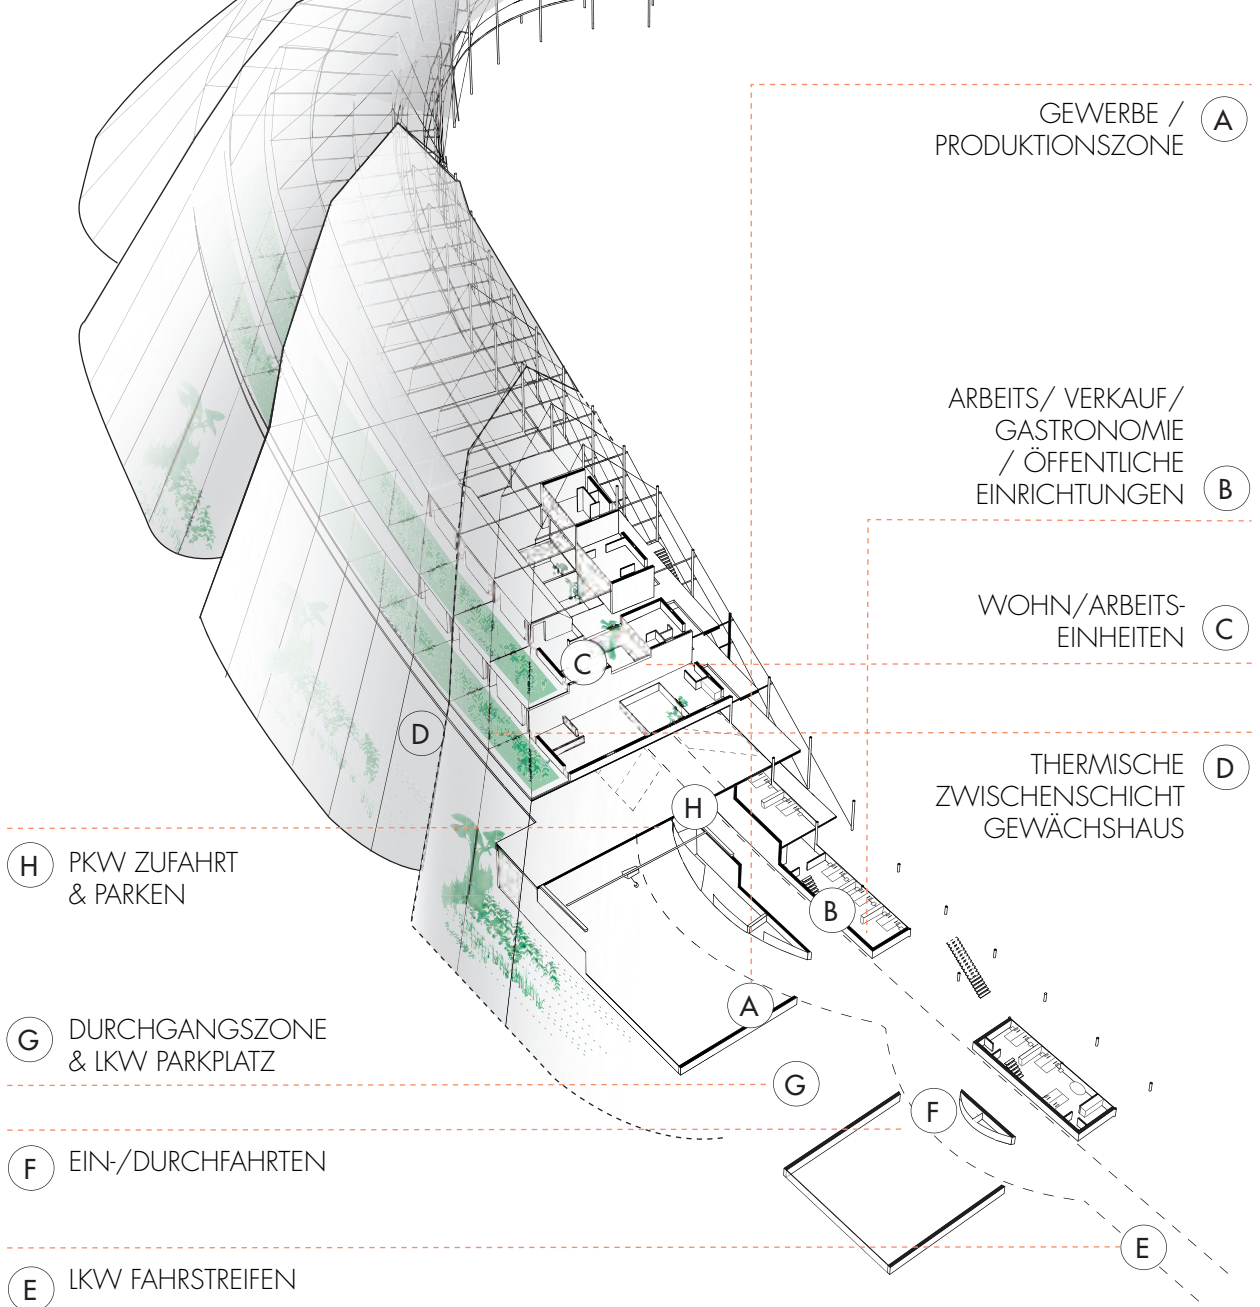 GEWERBE /
PRODUKTIONSZONE
A
ARBEITS/ VERKAUF/
GASTRONOMIE
/ ÖFFENTLICHE
EINRICHTUNGEN
B
WOHN/ARBEITS-
EINHEITEN
C
THERMISCHE
ZWISCHENSCHICHT
GEWÄCHSHAUS
D
H
PKW ZUFAHRT
& PARKEN
G
DURCHGANGSZONE
& LKW PARKPLATZ
F
EIN-/DURCHFAHRTEN
E
LKW FAHRSTREIFEN
C
D
H
B
A
G
F
E